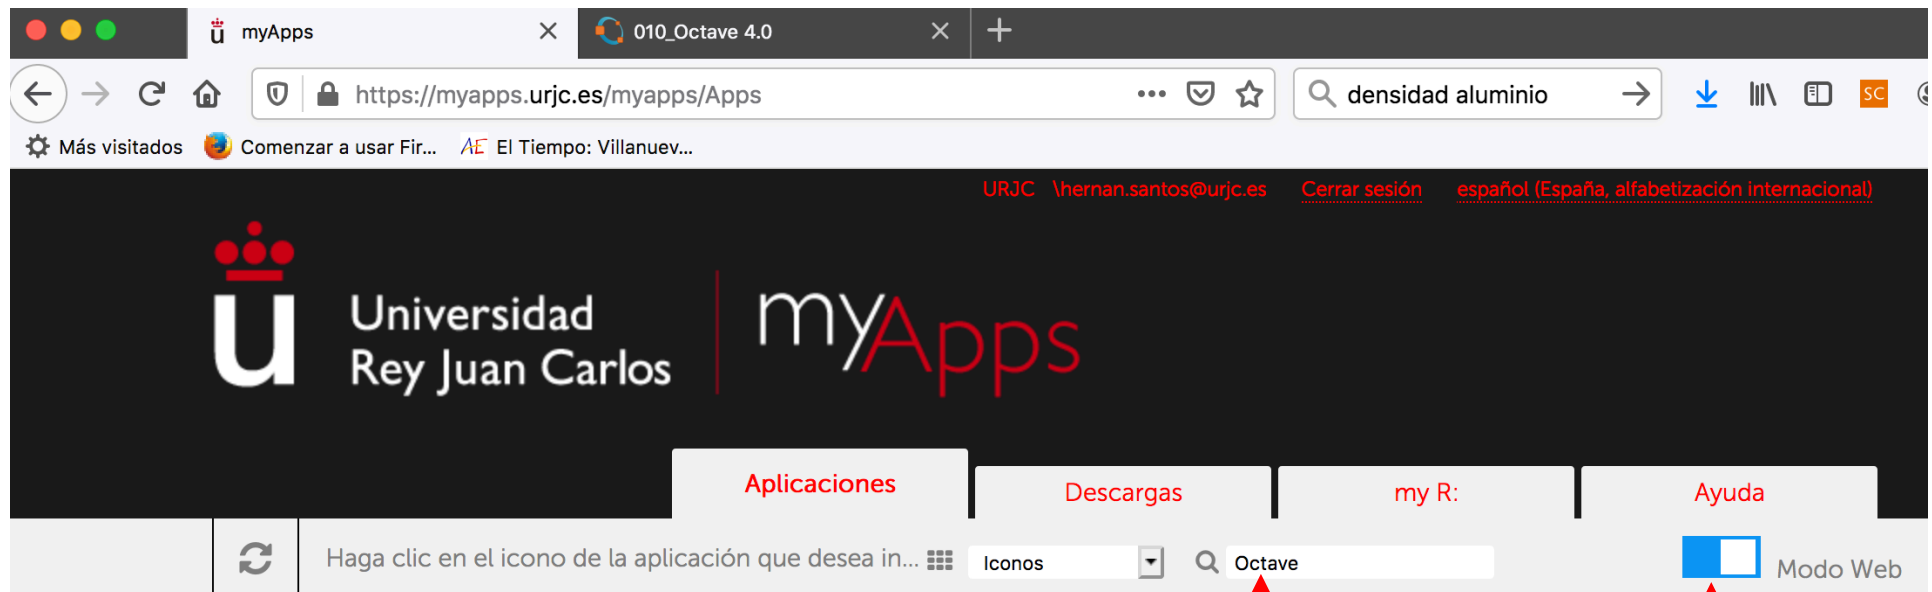 myApps
010_Octave 4.0
https://myapps.urjc.es/myapps/Apps
densidad aluminio
SC
Más visitados
Comenzar a usar Fir...
AE El Tiempo: Villanuev...
URJC \hernan.santos@urjc.es Cerrar sesión español (España, alfabetización internacional)
u Universidad
Rey Juan Carlos
myApps
Aplicaciones
Descargas
my R:
Ayuda
Haga clic en el icono de la aplicación que desea in...
Iconos
Octave
Modo Web